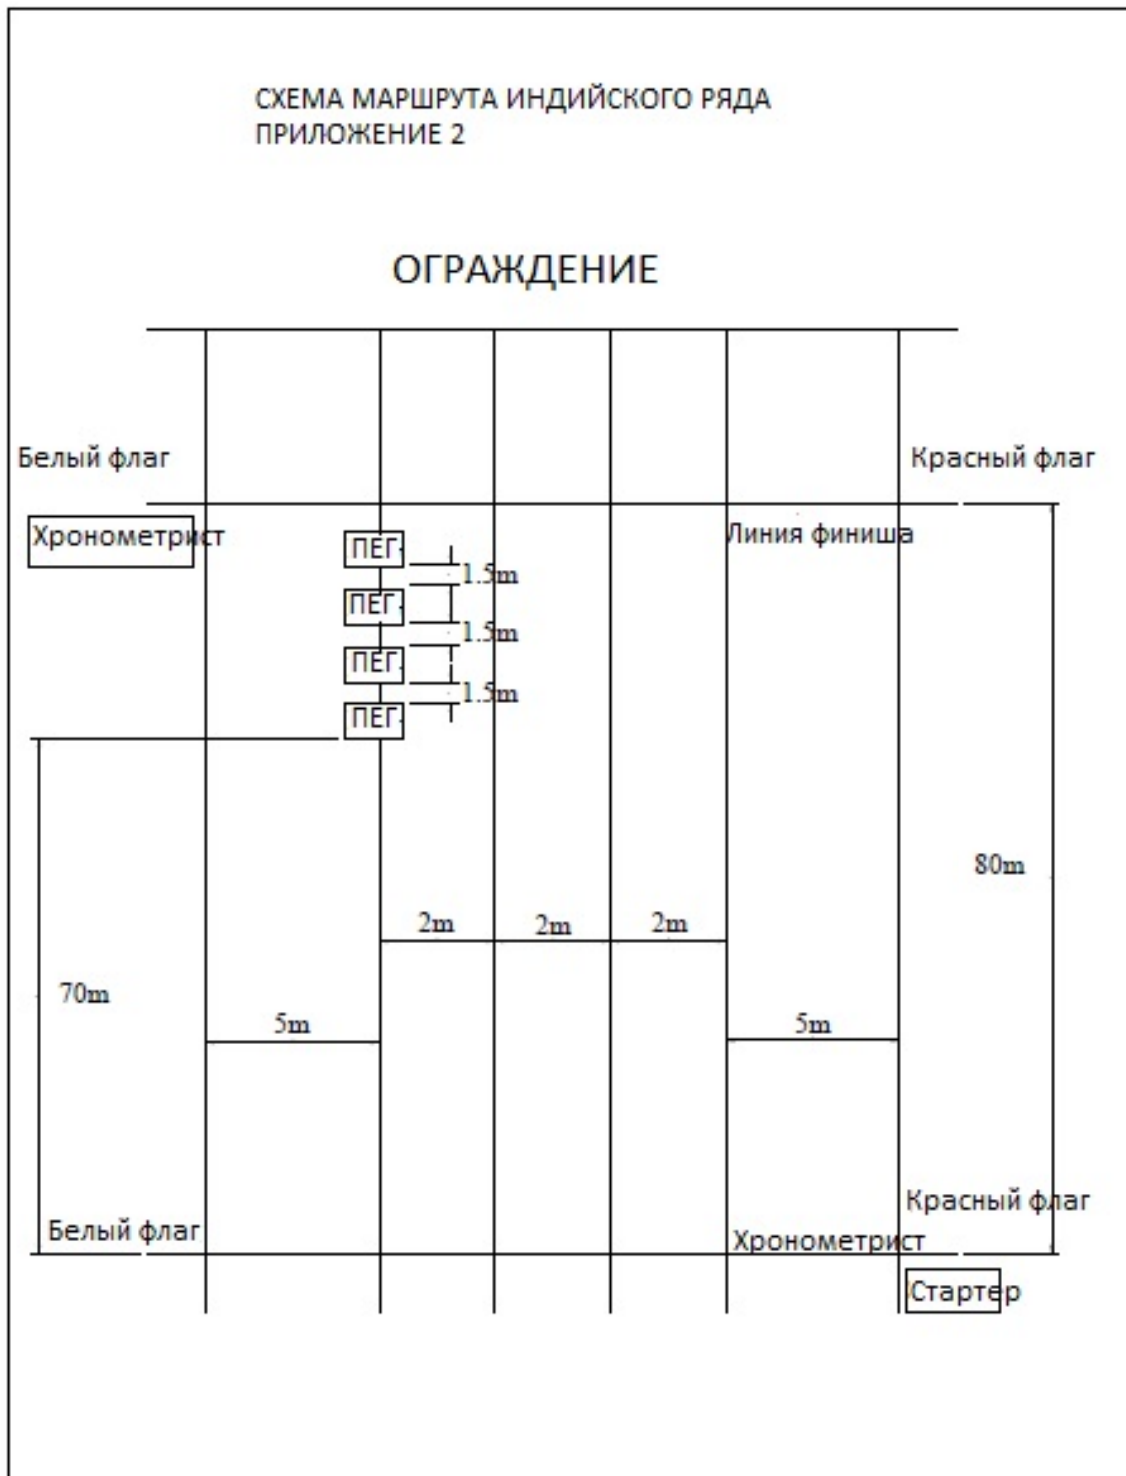 СХЕМА МАРШРУТА ИНДИЙСКОГО РЯДА
ПРИЛОЖЕНИЕ 2
ОГРАЖДЕНИЕ
Белый флаг
Красный флаг
Хронометрист
Линия финиша
ПЕГ.
1.5m
ПЕГ.
1.5m
ПЕГ.
1.5m
ПЕГ.
80m
2m
2m
2m
70m
5m
5m
Красный флаг
Белый флаг
Хронометрист
Стартер